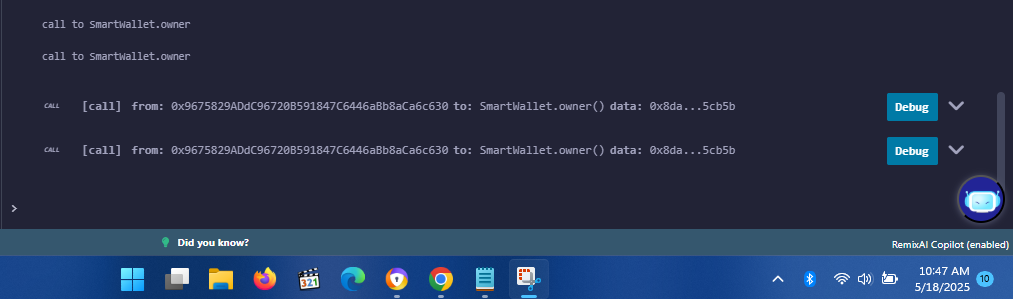 call to SmartWallet.owner
call to SmartWallet.owner
CALL [call] from: 0x9675829ADdC96720B591847C6446aBb8aCa6c630 to: SmartWallet.owner() data: 0x8da...5cb5b Debug
CALL [call] from: 0x9675829ADdC96720B591847C6446aBb8aCa6c630 to: SmartWallet.owner() data: 0x8da...5cb5b Debug
>
Did you know?
RemixAI Copilot (enabled)
321
10:47 AM
5/18/2025
10